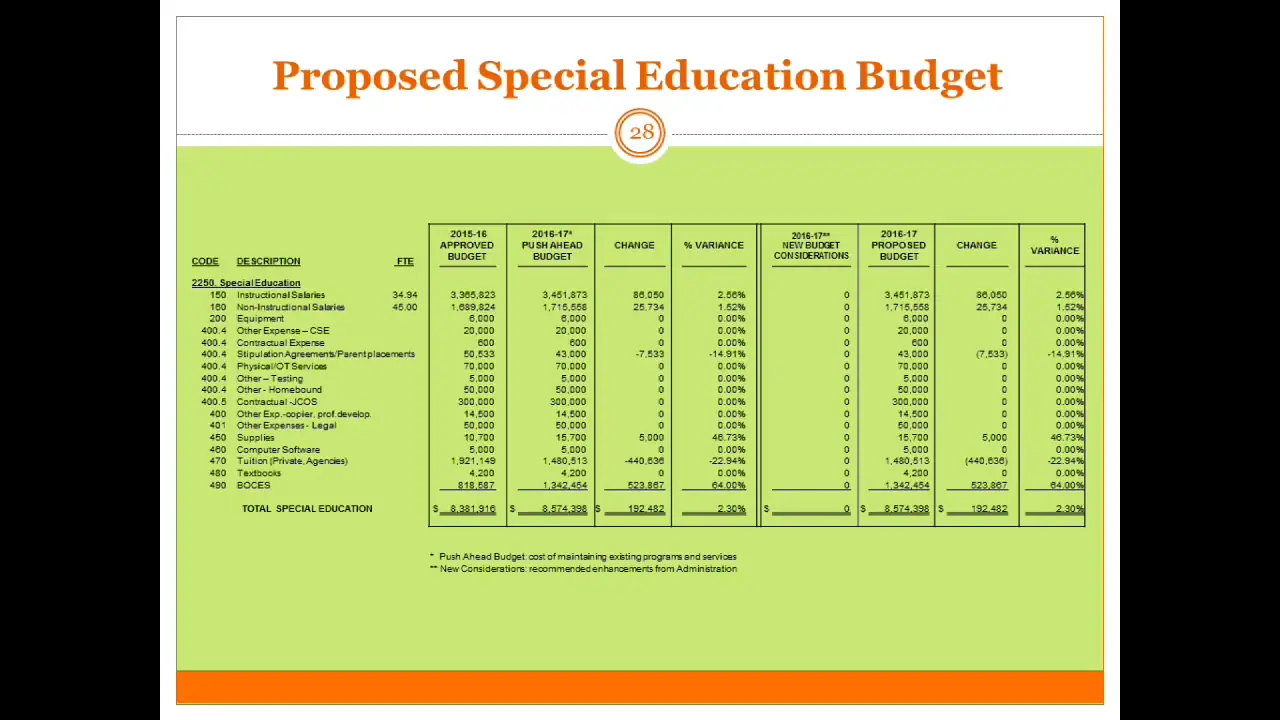 Proposed Special Education Budget
28
CODE DESCRIPTION FTE 2015-16 APPROVED BUDGET 2016-17* PUSH AHEAD BUDGET CHANGE % VARIANCE 2016-17** NEW BUDGET CONSIDERATIONS 2016-17 PROPOSED BUDGET CHANGE % VARIANCE
2250. Special Education
150 Instructional Salaries 34.94 3,365,823 3,451,873 86,050 2.56% 0 3,451,873 86,050 2.56%
160 Non-Instructional Salaries 45.00 1,689,824 1,715,558 25,734 1.52% 0 1,715,558 25,734 1.52%
200 Equipment 6,000 6,000 0 0.00% 0 6,000 0 0.00%
400.4 Other Expense – CSE 20,000 20,000 0 0.00% 0 20,000 0 0.00%
400.4 Contractual Expense 600 600 0 0.00% 0 600 0 0.00%
400.4 Stipulation Agreements/Parent placements 50,533 43,000 -7,533 -14.91% 0 43,000 (7,533) -14.91%
400.4 Physical/OT Services 70,000 70,000 0 0.00% 0 70,000 0 0.00%
400.4 Other – Testing 5,000 5,000 0 0.00% 0 5,000 0 0.00%
400.4 Other - Homebound 50,000 50,000 0 0.00% 0 50,000 0 0.00%
400.5 Contractual -JCOS 300,000 300,000 0 0.00% 0 300,000 0 0.00%
400 Other Exp.-copier, prof.develop. 14,500 14,500 0 0.00% 0 14,500 0 0.00%
401 Other Expenses - Legal 50,000 50,000 0 0.00% 0 50,000 0 0.00%
450 Supplies 10,700 15,700 5,000 46.73% 0 15,700 5,000 46.73%
460 Computer Software 5,000 5,000 0 0.00% 0 5,000 0 0.00%
470 Tuition (Private, Agencies) 1,921,149 1,480,513 -440,636 -22.94% 0 1,480,513 (440,636) -22.94%
480 Textbooks 4,200 4,200 0 0.00% 0 4,200 0 0.00%
490 BOCES 818,587 1,342,454 523,867 64.00% 0 1,342,454 523,867 64.00%
TOTAL SPECIAL EDUCATION $ 8,381,916 $ 8,574,398 $ 192,482 2.30% $ 0 $ 8,574,398 $ 192,482 2.30%
* Push Ahead Budget: cost of maintaining existing programs and services
** New Considerations: recommended enhancements from Administration